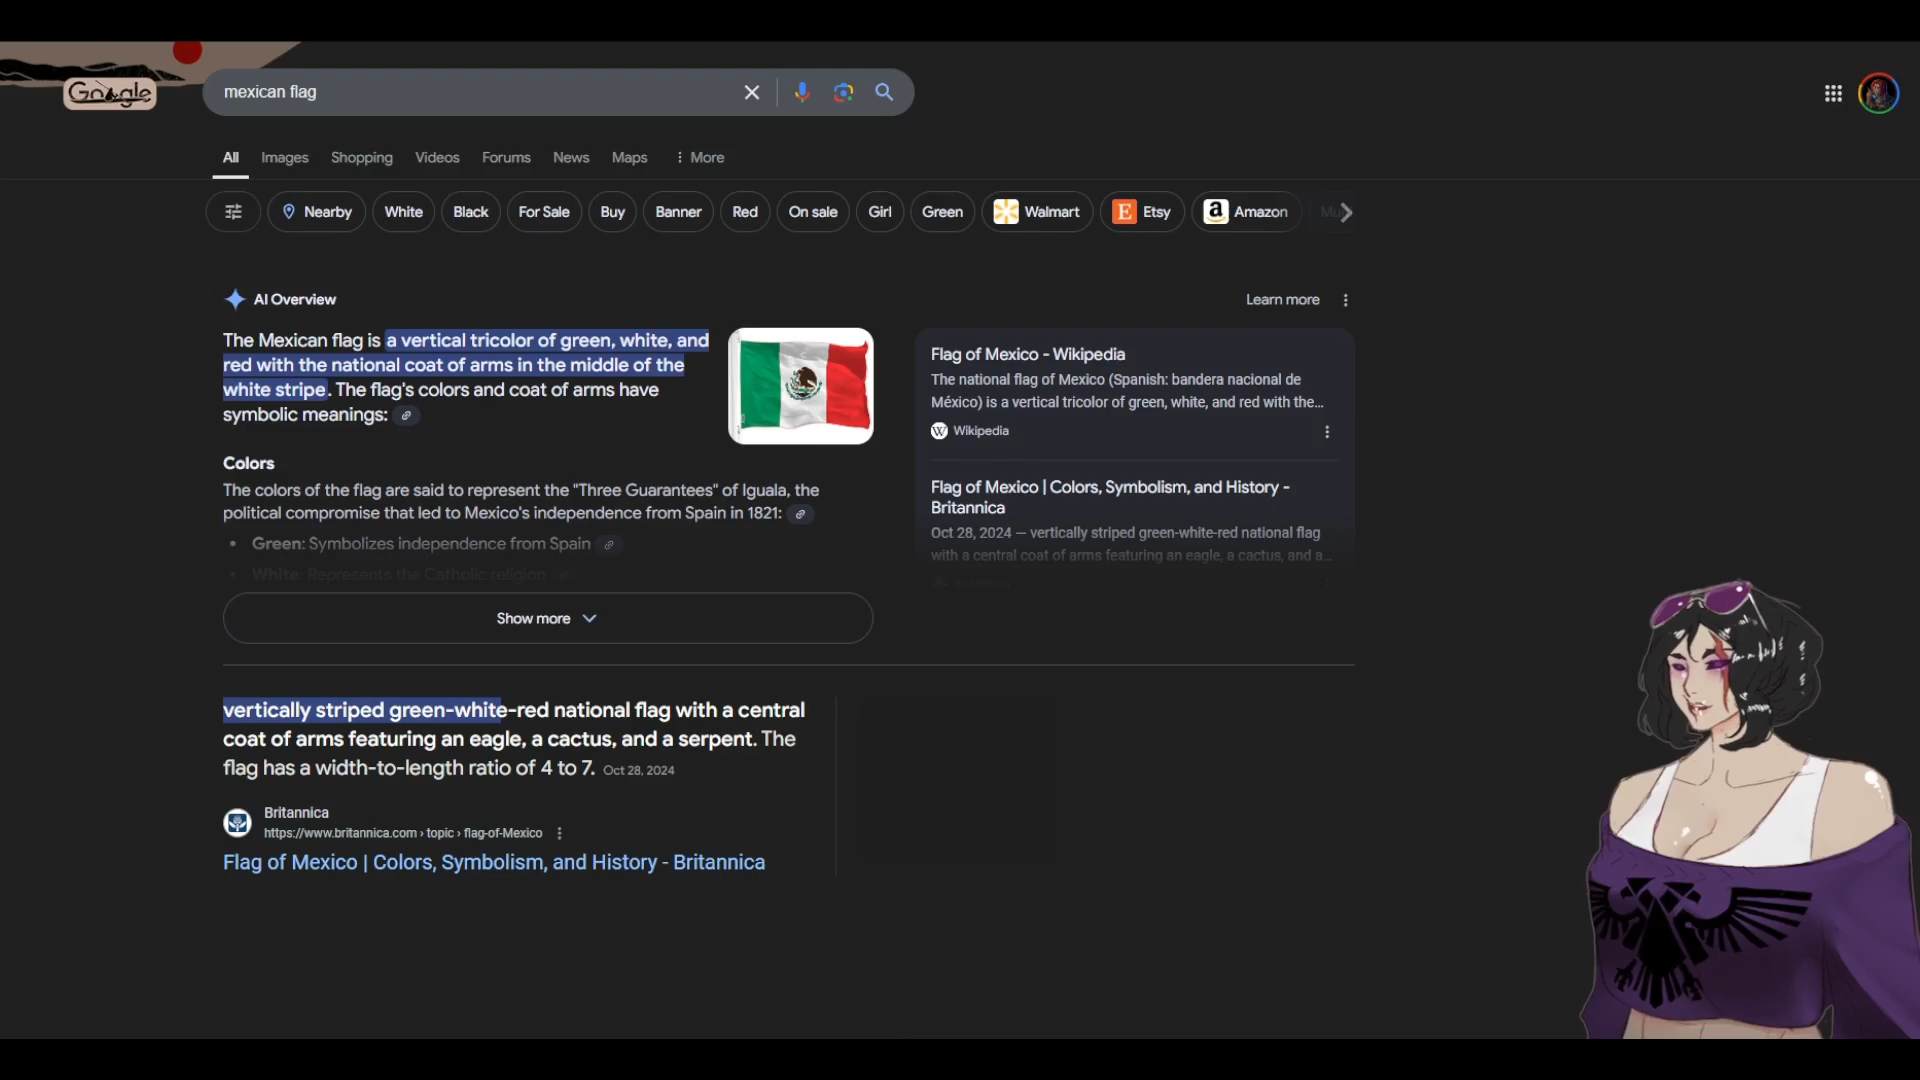 Google
mexican flag
All Images Shopping Videos Forums News Maps More
Nearby White Black For Sale Buy Banner Red On sale Girl Green Walmart Etsy Amazon
AI Overview
Learn more
The Mexican flag is a vertical tricolor of green, white, and
red with the national coat of arms in the middle of the
white stripe. The flag's colors and coat of arms have
symbolic meanings:
Colors
The colors of the flag are said to represent the "Three Guarantees" of Iguala, the
political compromise that led to Mexico's independence from Spain in 1821:
• Green: Symbolizes independence from Spain
• White: Represents the Catholic religion
Show more
Flag of Mexico - Wikipedia
The national flag of Mexico (Spanish: bandera nacional de
México) is a vertical tricolor of green, white, and red with the...
Wikipedia
Flag of Mexico | Colors, Symbolism, and History -
Britannica
Oct 28, 2024 — vertically striped green-white-red national flag
with a central coat of arms featuring an eagle, a cactus, and a...
vertically striped green-white-red national flag with a central
coat of arms featuring an eagle, a cactus, and a serpent. The
flag has a width-to-length ratio of 4 to 7. Oct 28, 2024
Britannica
https://www.britannica.com › topic › flag-of-Mexico
Flag of Mexico | Colors, Symbolism, and History - Britannica